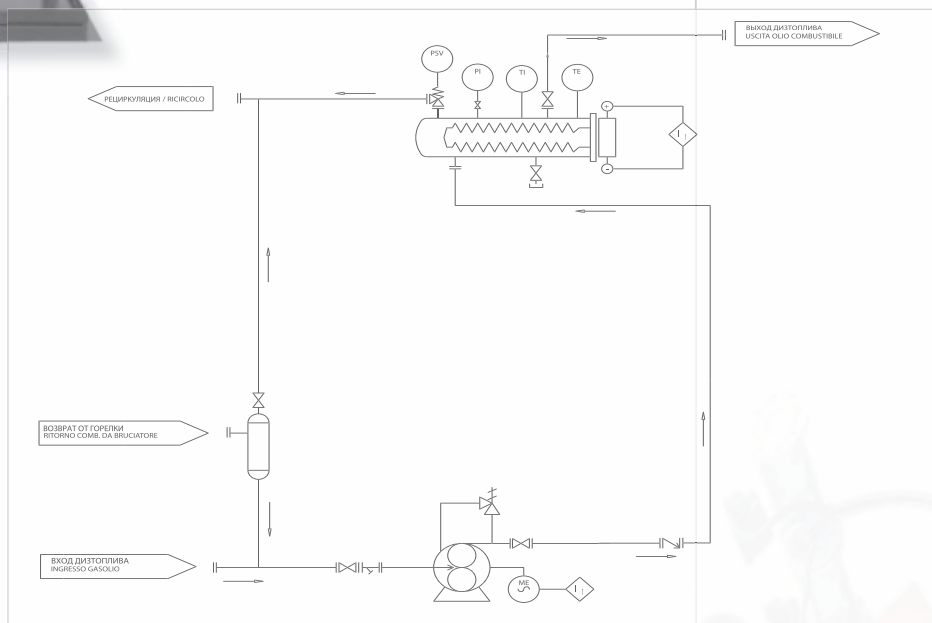 ВЫХОД ДИЗТОПЛИВА
USCITA OLIO COMBUSTIBILE
PSV
PI
TI
TE
РЕЦИРКУЛЯЦИЯ / RICIRCOLO
+
I
-
ВОЗВРАТ ОТ ГОРЕЛКИ
RITORNO COMB. DA BRUCIATORE
ВХОД ДИЗТОПЛИВА
INGRESSO GASOLIO
ME
I